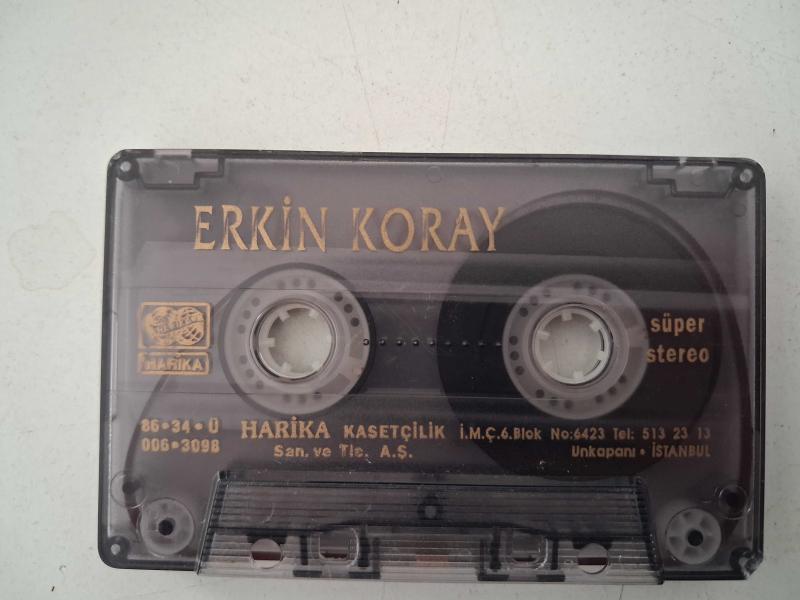 ERKİN KORAY
HARİKA
süper
stereo
86•34•Ü
006•3098
HARİKA KASETÇİLİK İ.M.Ç.6.Blok No:6423 Tel: 513 23 13
San. ve Tic. A.Ş. Unkapanı • İSTANBUL